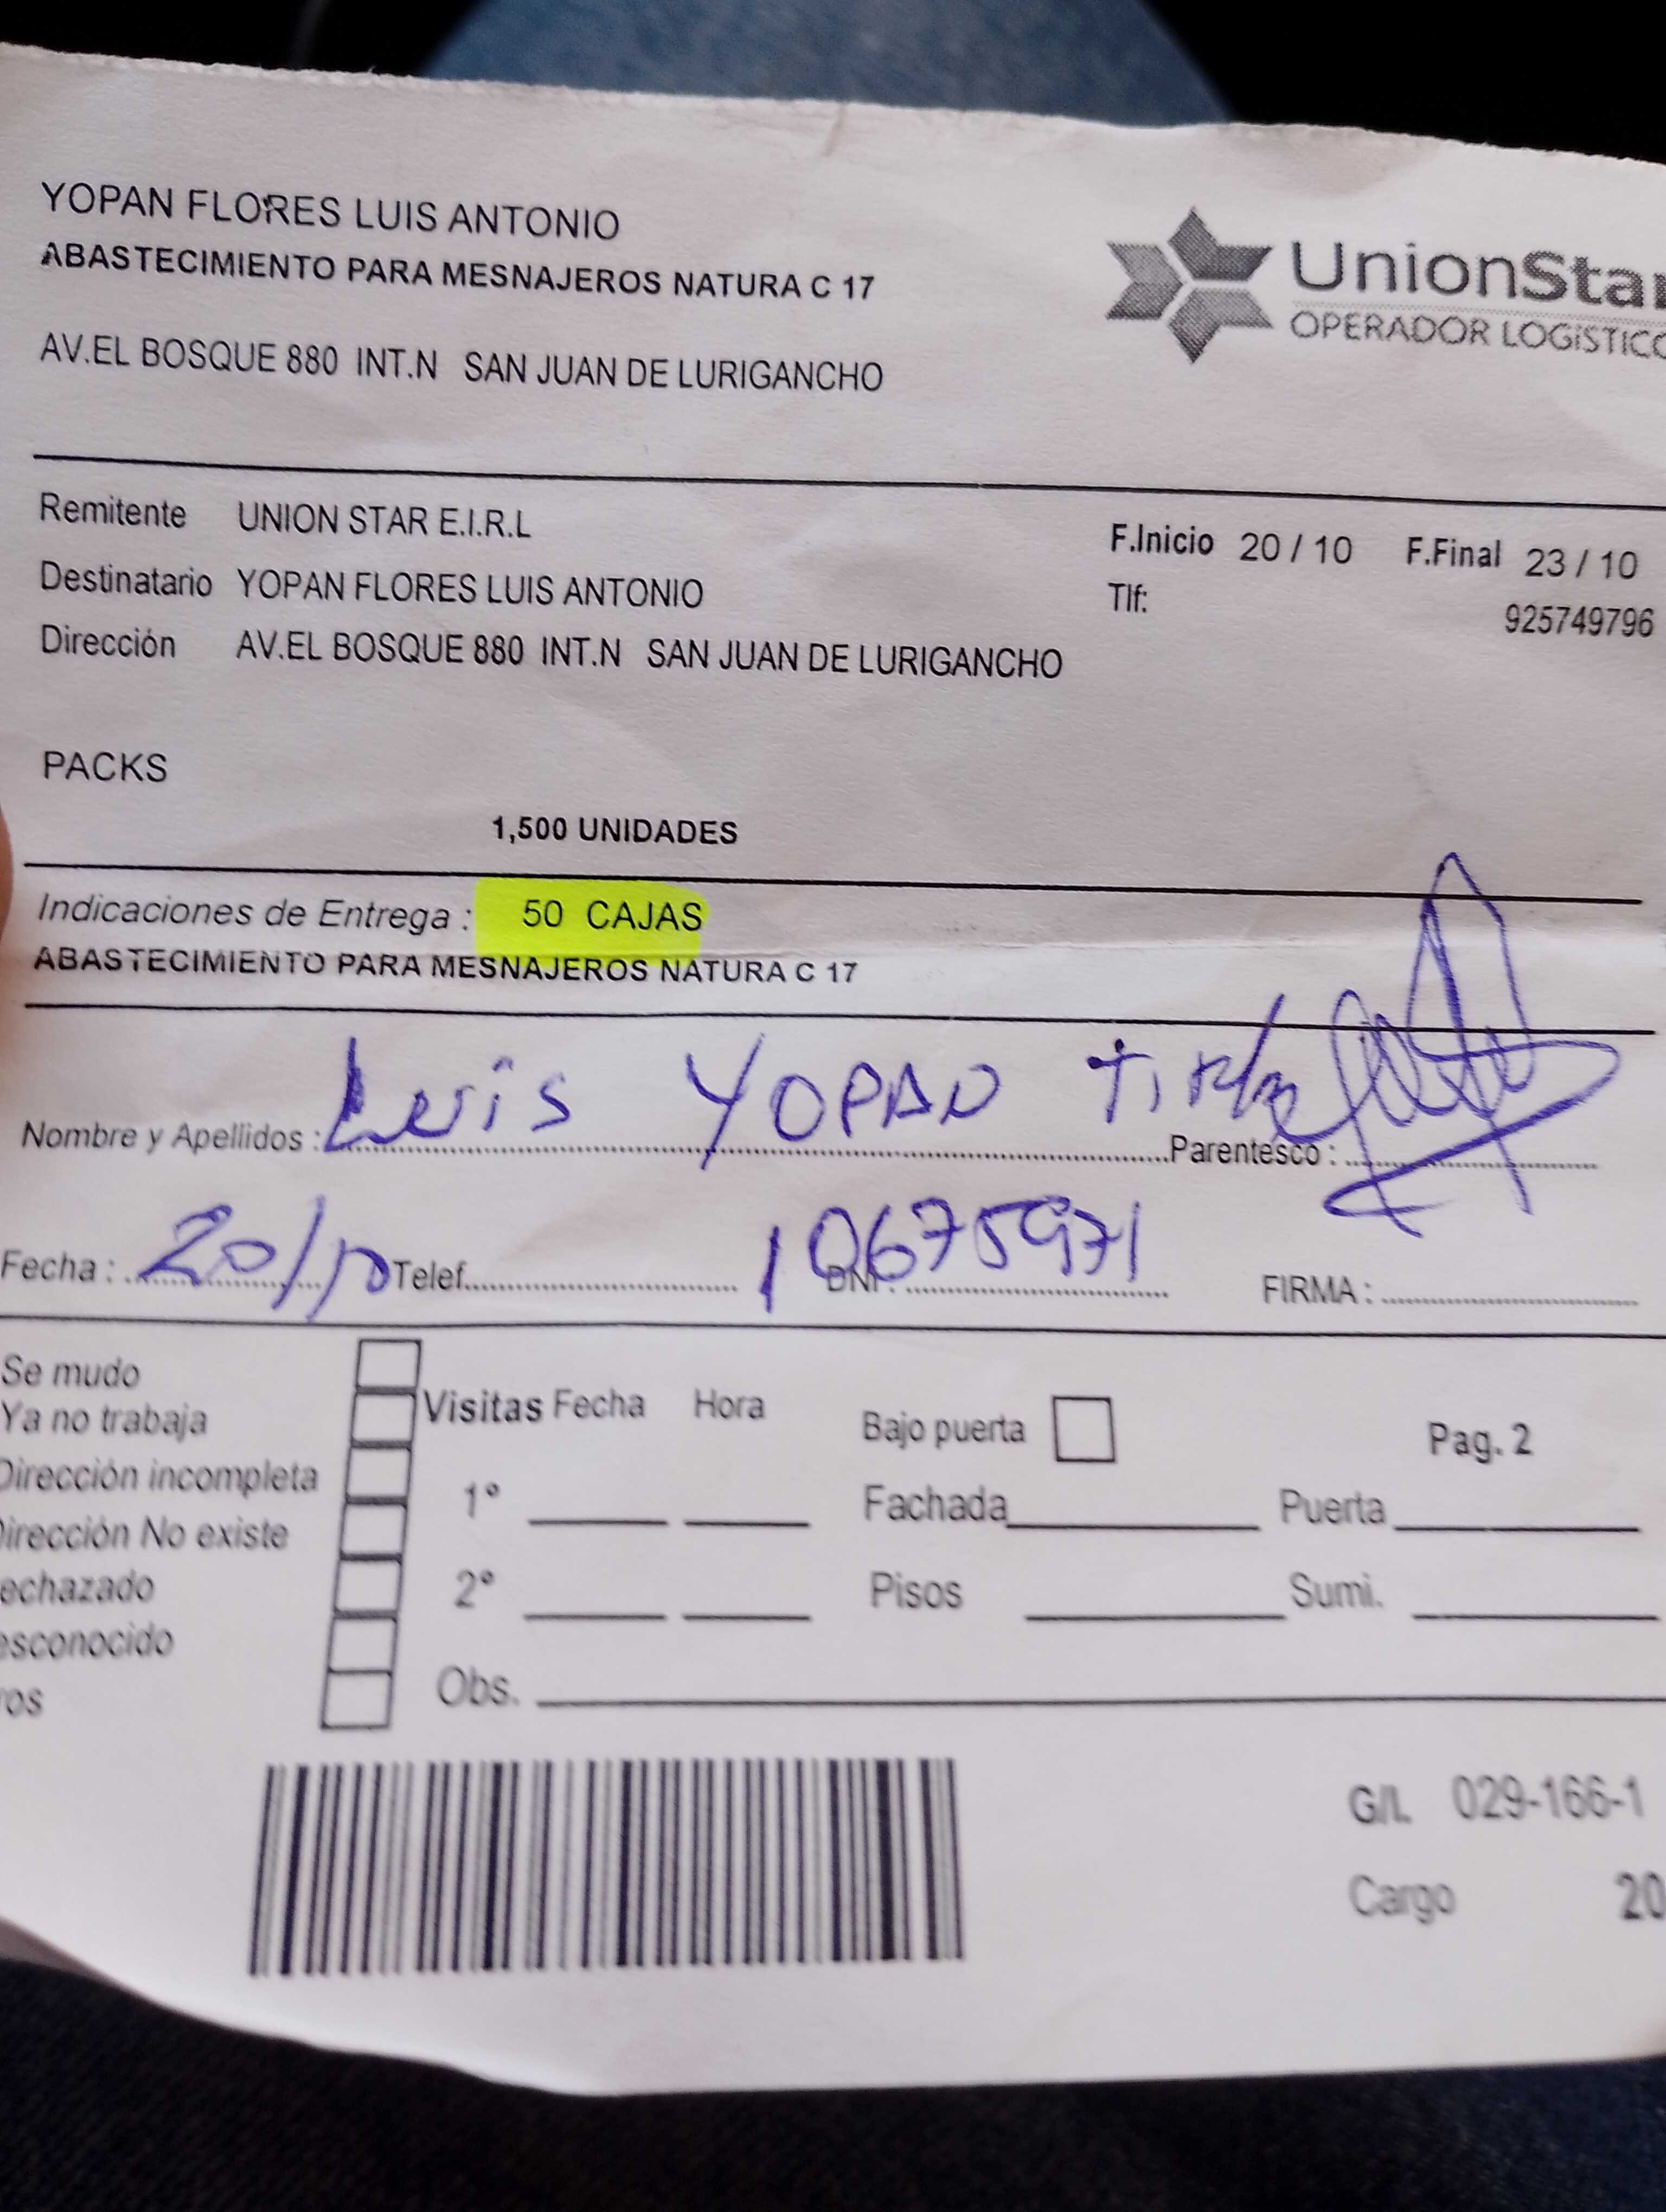 YOPAN FLORES LUIS ANTONIO
ABASTECIMIENTO PARA MESNAJEROS NATURA C 17
UnionStar
OPERADOR LOGÍSTICO
AV.EL BOSQUE 880 INT.N SAN JUAN DE LURIGANCHO
Remitente UNION STAR E.I.R.L
F.Inicio 20 / 10 F.Final 23 / 10
Destinatario YOPAN FLORES LUIS ANTONIO
Tlf: 925749796
Dirección AV.EL BOSQUE 880 INT.N SAN JUAN DE LURIGANCHO
PACKS
1,500 UNIDADES
Indicaciones de Entrega : 50 CAJAS
ABASTECIMIENTO PARA MESNAJEROS NATURA C 17
Nombre y Apellidos : Luis YOPAN Parentesco :
Fecha : 20/10 Telef. DNI: 10675971 FIRMA :
Se mudo
Ya no trabaja
Dirección incompleta
Dirección No existe
echazado
esconocido
ros
Visitas Fecha Hora
1°
2°
Obs.
Bajo puerta
Pag. 2
Fachada Puerta
Pisos Sumi.
G/L 029-166-1
Cargo 20